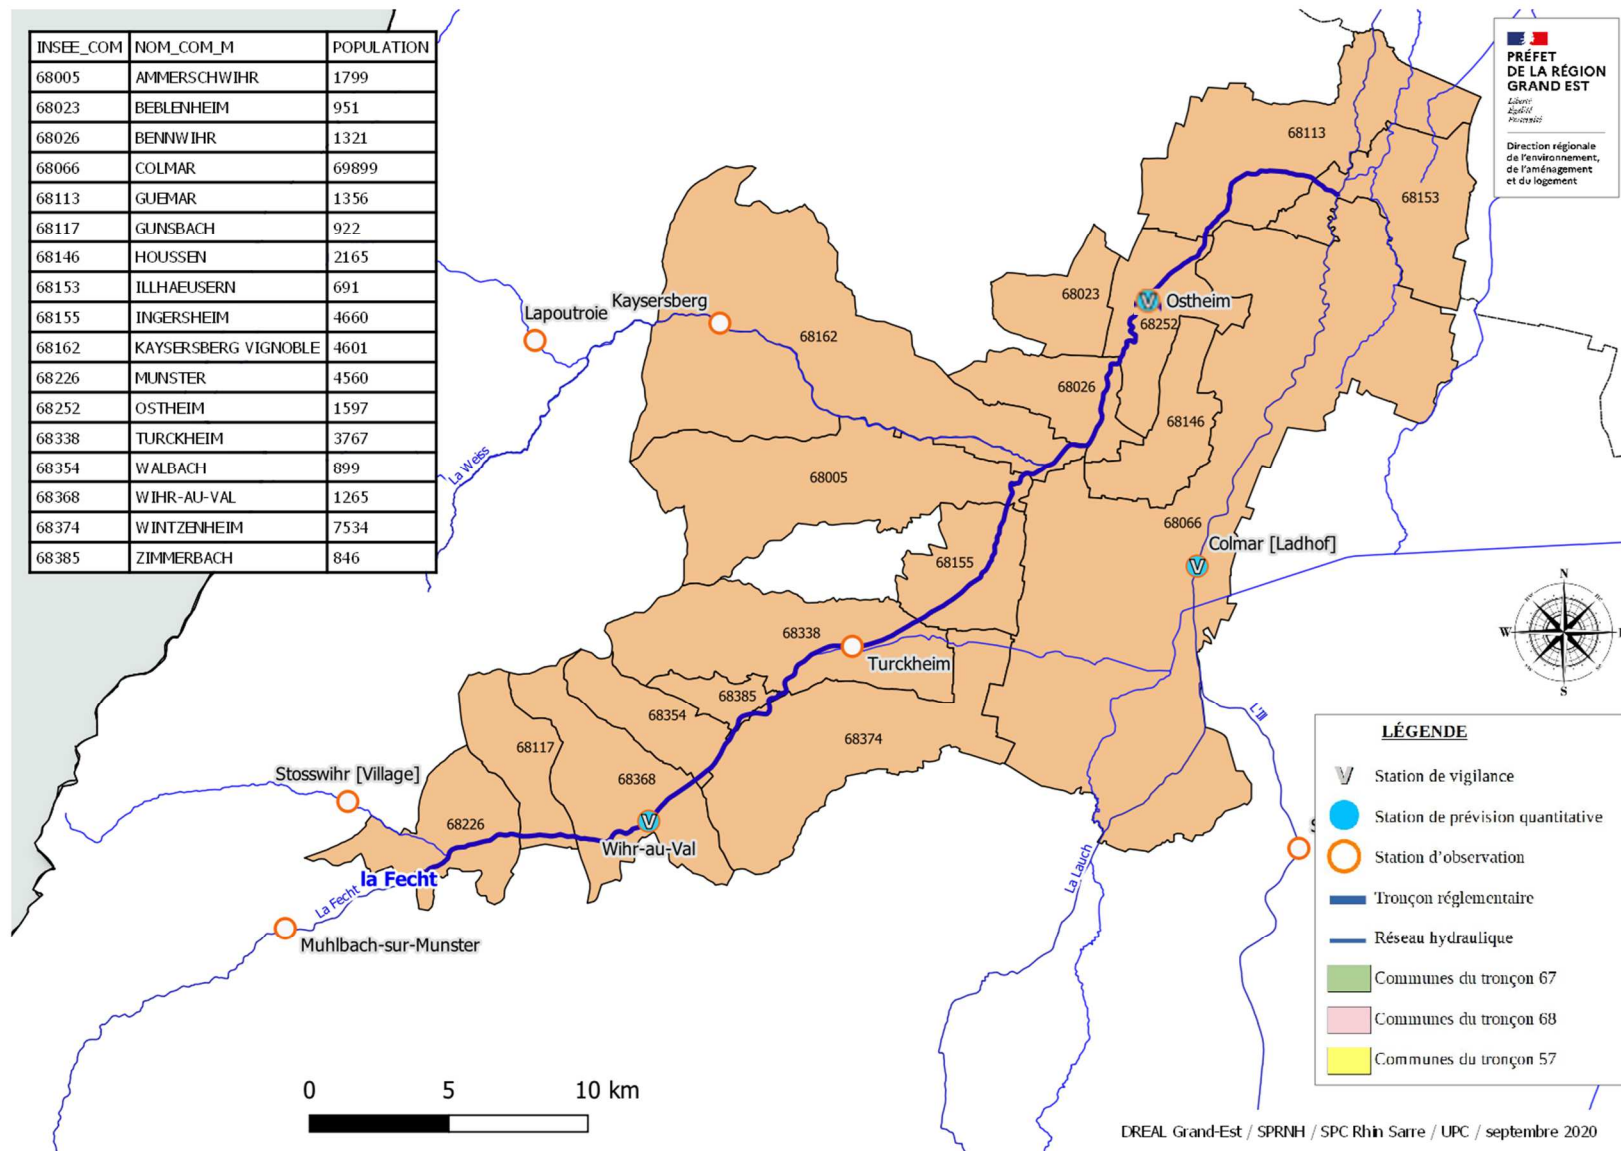 INSEE_COM NOM_COM_M POPULATION
68005 AMMERSCHWIHR 1799
68023 BEBLENHEIM 951
68026 BENNWIHR 1321
68066 COLMAR 69899
68113 GUEMAR 1356
68117 GUNSBACH 922
68146 HOUSSEN 2165
68153 ILLHAEUSERN 691
68155 INGERSHEIM 4660
68162 KAYSERSBERG VIGNOBLE 4601
68226 MUNSTER 4560
68252 OSTHEIM 1597
68338 TURCKHEIM 3767
68354 WALBACH 899
68368 WIHR-AU-VAL 1265
68374 WINTZENHEIM 7534
68385 ZIMMERBACH 846
PRÉFET
DE LA RÉGION
GRAND EST
Liberté
Égalité
Fraternité
Direction régionale
de l'environnement,
de l'aménagement
et du logement
68113
68153
68023
V
Ostheim
68252
Kaysersberg
Lapoutroie
68162
68026
68146
La Weiss
68005
68066
Colmar [Ladhof]
V
68155
68338
Turckheim
68385
68354
68374
68117
68368
Stosswihr [Village]
68226
V
Wihr-au-Val
la Fecht
La Fecht
Muhlbach-sur-Munster
La Lauch
L'Ill
S
N
W
S
LÉGENDE
V Station de vigilance
Station de prévision quantitative
Station d'observation
Tronçon réglementaire
Réseau hydraulique
Communes du tronçon 67
Communes du tronçon 68
Communes du tronçon 57
0 5 10 km
DREAL Grand-Est / SPRNH / SPC Rhin Sarre / UPC / septembre 2020